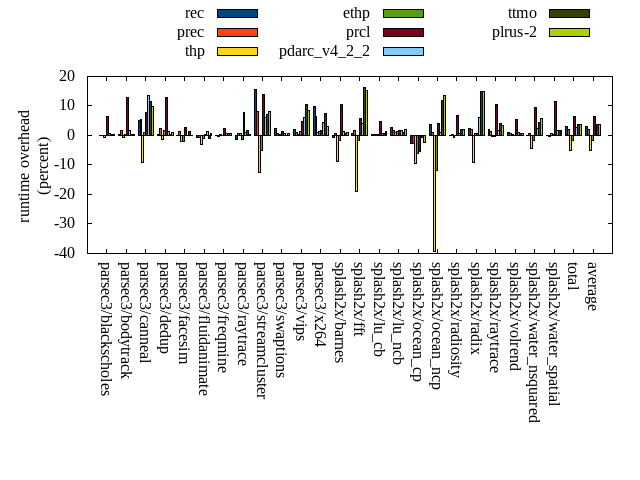 rec
prec
thp
ethp
prcl
pdarc_v4_2_2
ttmo
plrus-2
runtime overhead
(percent)
20
10
0
-10
-20
-30
-40
parsec3/blackscholes
parsec3/bodytrack
parsec3/canneal
parsec3/dedup
parsec3/facesim
parsec3/fluidanimate
parsec3/freqmine
parsec3/raytrace
parsec3/streamcluster
parsec3/swaptions
parsec3/vips
parsec3/x264
splash2x/barnes
splash2x/fft
splash2x/lu_cb
splash2x/lu_ncb
splash2x/ocean_cp
splash2x/ocean_ncp
splash2x/radiosity
splash2x/radix
splash2x/raytrace
splash2x/volrend
splash2x/water_nsquared
splash2x/water_spatial
total
average